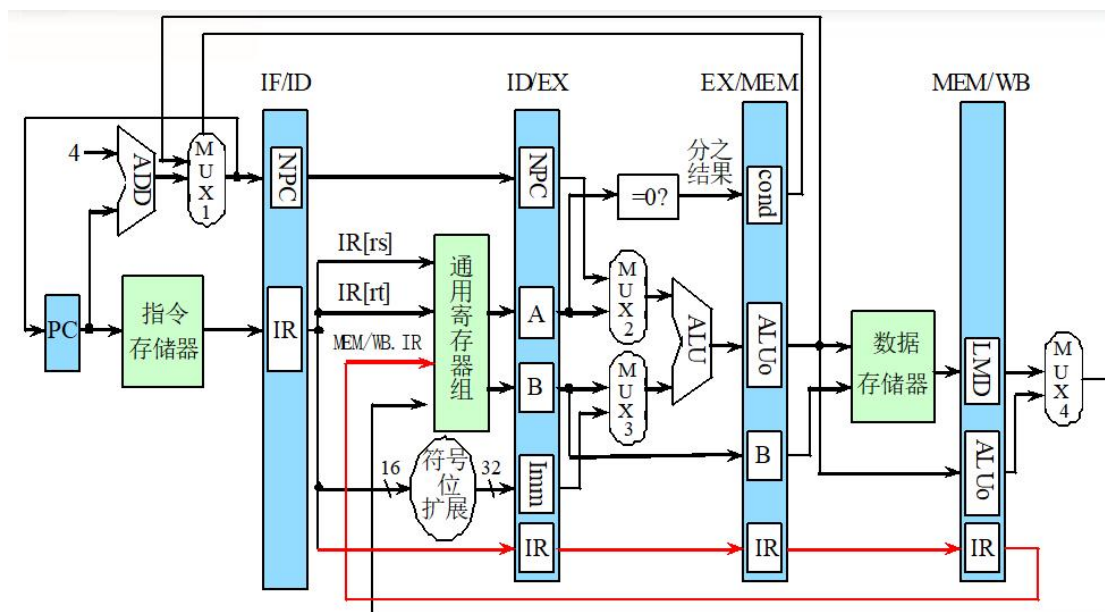 IF/ID
ID/EX
EX/MEM
MEM/WB
4
ADD
MUX1
NPC
NPC
=0?
分之
结果
cond
IR[rs]
IR[rt]
MEM/WB.IR
PC
指令
存储器
IR
通用寄存器组
A
B
MUX2
MUX3
ALU
ALUo
B
数据
存储器
LMD
ALUo
MUX4
16
符号
位
扩展
32
Imm
IR
IR
IR